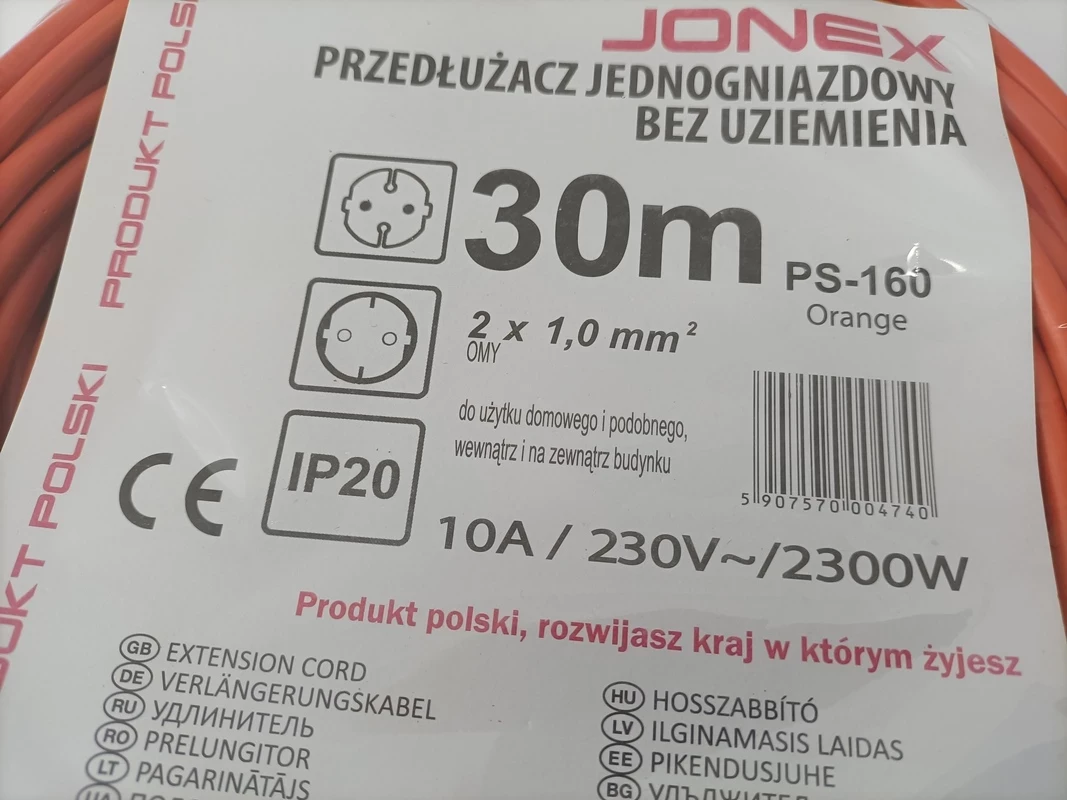 JONEX
PRZEDŁUŻACZ JEDNOGNIAZDOWY
BEZ UZIEMIENIA
PRODUKT POLSKI
PRODUKT POLSKI
30m
PS-160
Orange
2 x 1,0 mm²
OMY
do użytku domowego i podobnego,
wewnątrz i na zewnątrz budynku
5 907570 004740
CE
IP20
10A / 230V~/2300W
Produkt polski, rozwijasz kraj w którym żyjesz
GB EXTENSION CORD
DE VERLÄNGERUNGSKABEL
RU УДЛИНИТЕЛЬ
RO PRELUNGITOR
LT PAGARINĀTĀJS
HU HOSSZABBÍTÓ
LV ILGINAMASIS LAIDAS
EE PIKENDUSJUHE
BG